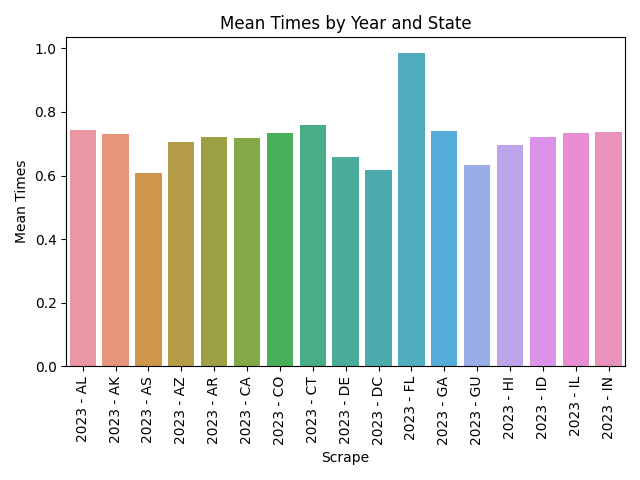 Mean Times by Year and State
1.0
0.8
0.6
0.4
0.2
0.0
Mean Times
2023 - AL
2023 - AK
2023 - AS
2023 - AZ
2023 - AR
2023 - CA
2023 - CO
2023 - CT
2023 - DE
2023 - DC
2023 - FL
2023 - GA
2023 - GU
2023 - HI
2023 - ID
2023 - IL
2023 - IN
Scrape